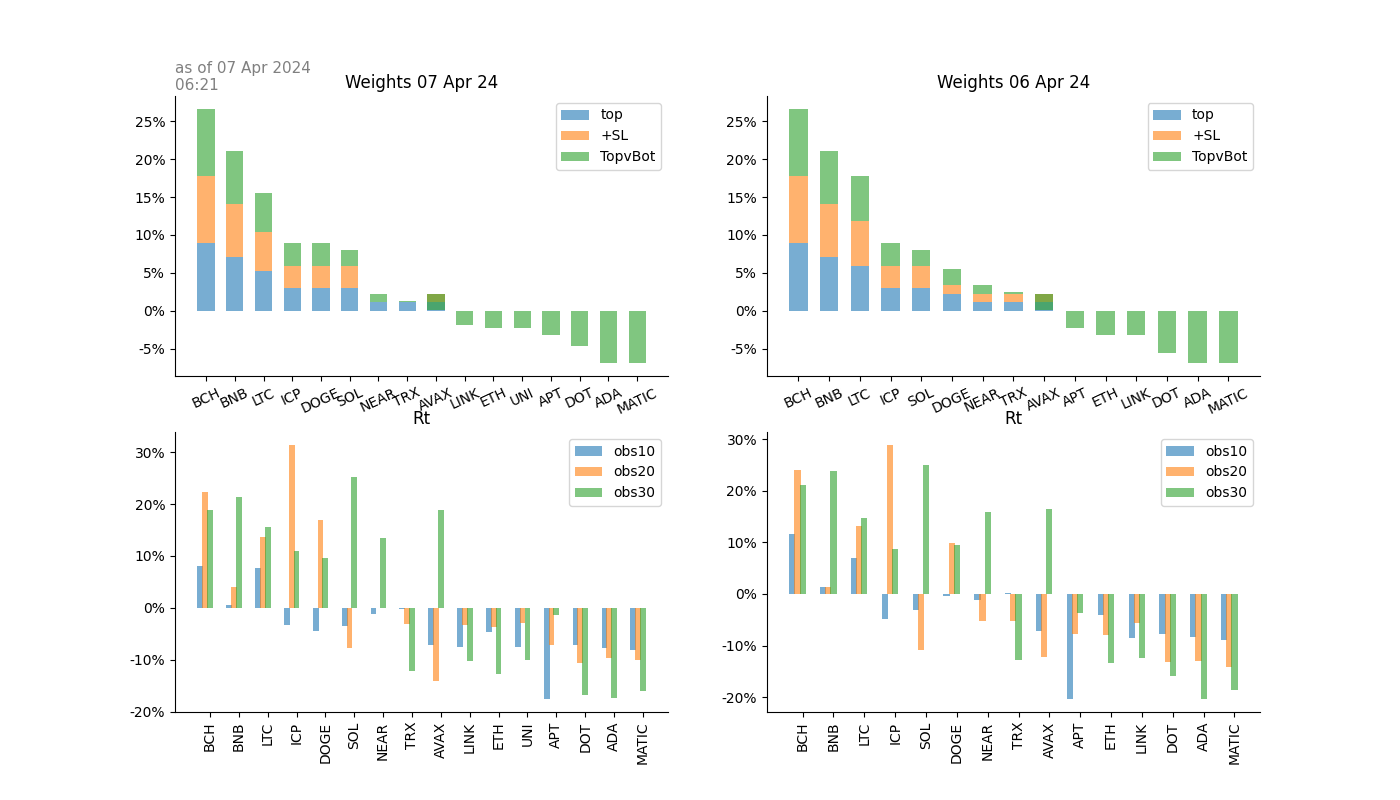 as of 07 Apr 2024
06:21
Weights 07 Apr 24
25%
20%
15%
10%
5%
0%
-5%
top
+SL
TopvBot
BCH BNB LTC ICP DOGE SOL NEAR TRX AVAX LINK ETH UNI APT DOT ADA MATIC
Weights 06 Apr 24
25%
20%
15%
10%
5%
0%
-5%
top
+SL
TopvBot
BCH BNB LTC ICP SOL DOGE NEAR TRX AVAX APT ETH LINK DOT ADA MATIC
Rt
30%
20%
10%
0%
-10%
-20%
obs10
obs20
obs30
BCH BNB LTC ICP DOGE SOL NEAR TRX AVAX LINK ETH UNI APT DOT ADA MATIC
Rt
30%
20%
10%
0%
-10%
-20%
obs10
obs20
obs30
BCH BNB LTC ICP SOL DOGE NEAR TRX AVAX APT ETH LINK DOT ADA MATIC